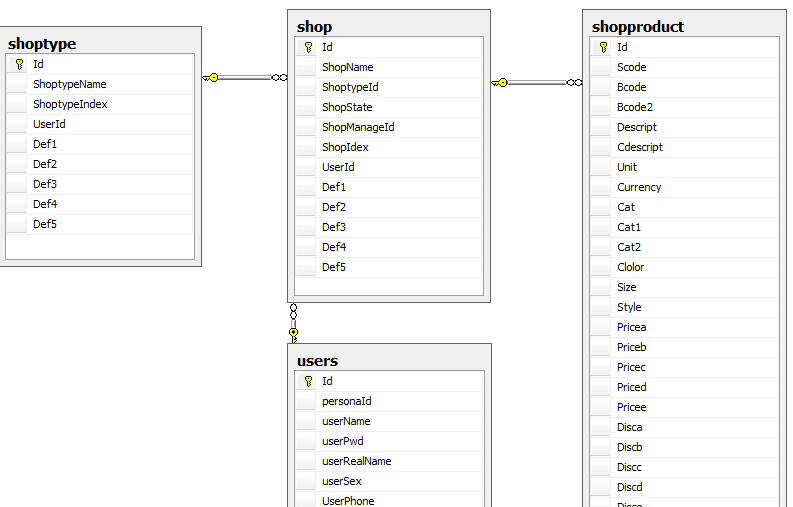 shoptype
Id
ShoptypeName
ShoptypeIndex
UserId
Def1
Def2
Def3
Def4
Def5
shop
Id
ShopName
ShoptypeId
ShopState
ShopManageId
ShopIdex
UserId
Def1
Def2
Def3
Def4
Def5
users
Id
personaId
userName
userPwd
userRealName
userSex
UserPhone
shopproduct
Id
Scode
Bcode
Bcode2
Descript
Cdescript
Unit
Currency
Cat
Cat1
Cat2
Clolor
Size
Style
Pricea
Priceb
Pricec
Priced
Pricee
Disca
Discb
Discc
Discd